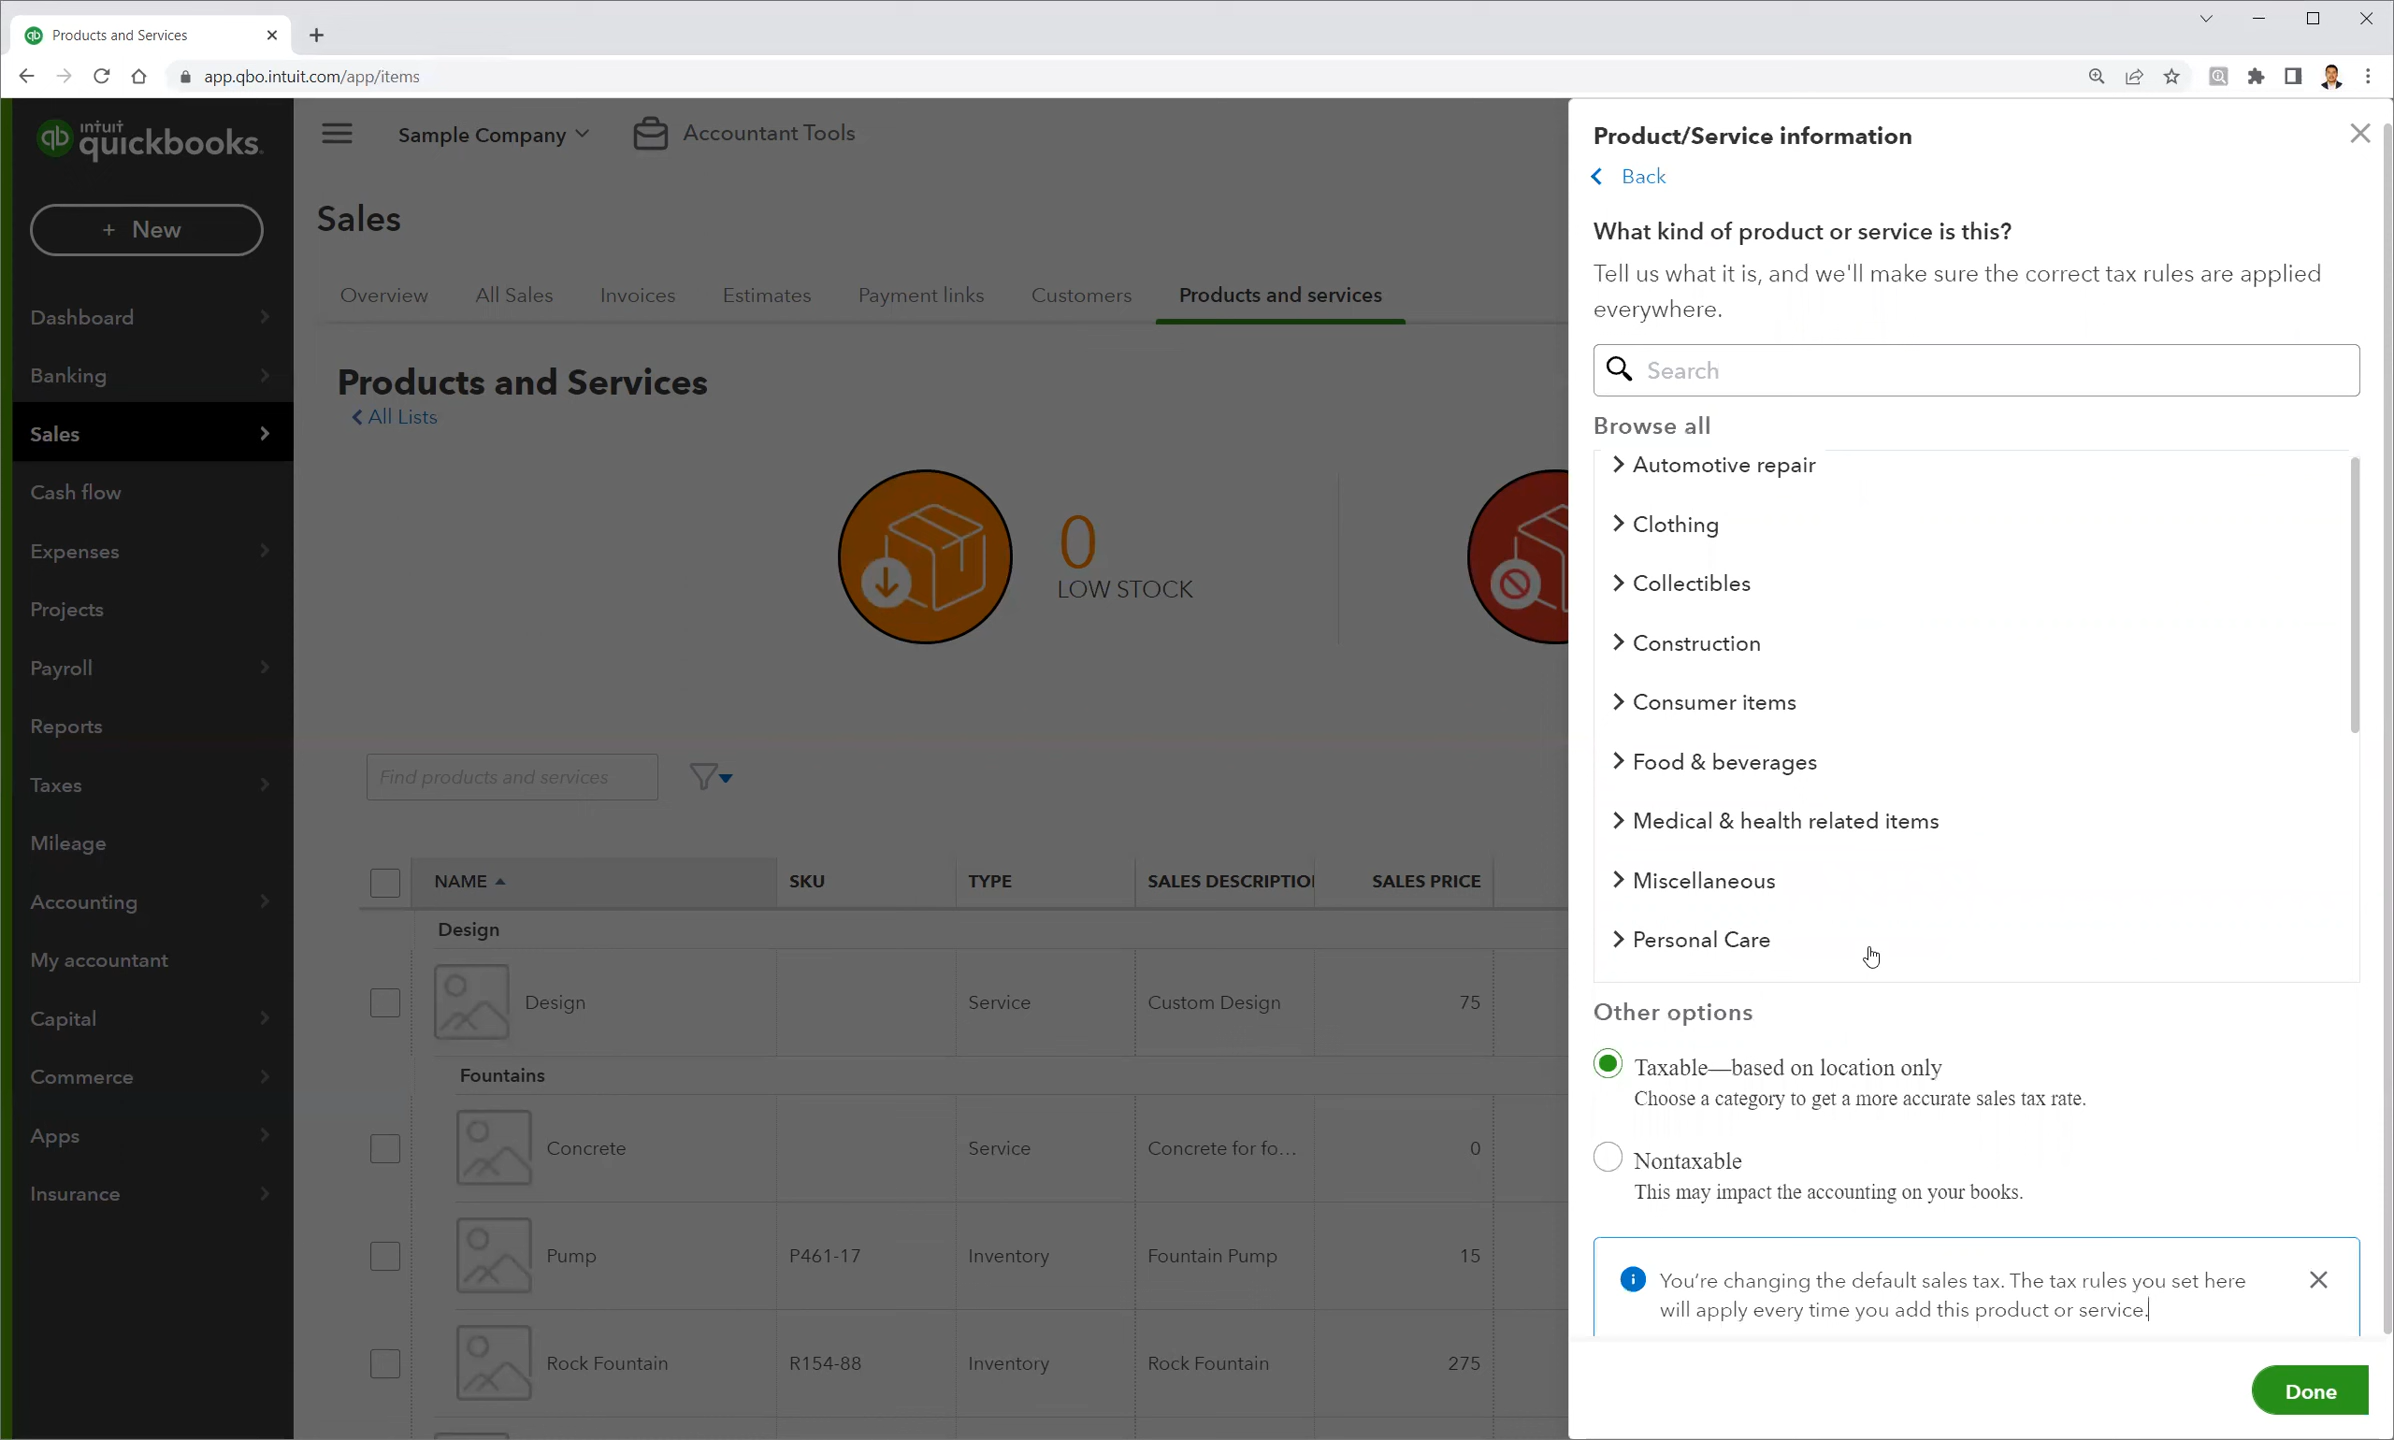 Products and Services
app.qbo.intuit.com/app/items
qb intuit quickbooks.
+ New
Dashboard
Banking
Sales
Cash flow
Expenses
Projects
Payroll
Reports
Taxes
Mileage
Accounting
My accountant
Capital
Commerce
Apps
Insurance
Sample Company
Accountant Tools
Sales
Overview All Sales Invoices Estimates Payment links Customers Products and services
Products and Services
All Lists
0
LOW STOCK
Find products and services
NAME SKU TYPE SALES DESCRIPTIO SALES PRICE
Design
Design Service Custom Design 75
Fountains
Concrete Service Concrete for fo... 0
Pump P461-17 Inventory Fountain Pump 15
Rock Fountain R154-88 Inventory Rock Fountain 275
Product/Service information
Back
What kind of product or service is this?
Tell us what it is, and we'll make sure the correct tax rules are applied
everywhere.
Search
Browse all
Automotive repair
Clothing
Collectibles
Construction
Consumer items
Food & beverages
Medical & health related items
Miscellaneous
Personal Care
Other options
Taxable—based on location only
Choose a category to get a more accurate sales tax rate.
Nontaxable
This may impact the accounting on your books.
You're changing the default sales tax. The tax rules you set here
will apply every time you add this product or service.
Done